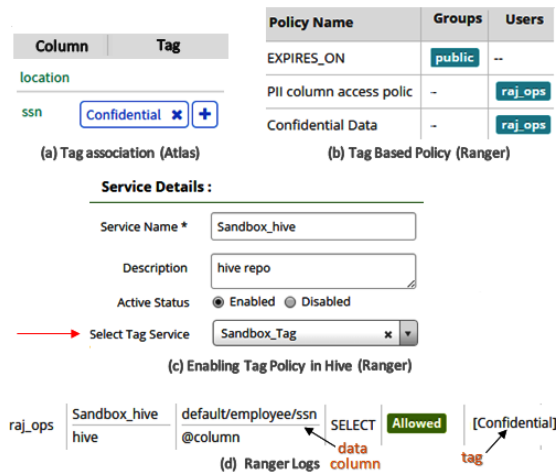 Column Tag
location
ssn Confidential ✖ +
(a) Tag association (Atlas)
Policy Name Groups Users
EXPIRES_ON public --
PII column access polic -- raj_ops
Confidential Data -- raj_ops
(b) Tag Based Policy (Ranger)
Service Details :
Service Name * Sandbox_hive
Description hive repo
Active Status Enabled Disabled
Select Tag Service Sandbox_Tag ×
(c) Enabling Tag Policy in Hive (Ranger)
raj_ops Sandbox_hive default/employee/ssn SELECT Allowed [Confidential]
hive @column
data column
tag
(d) Ranger Logs